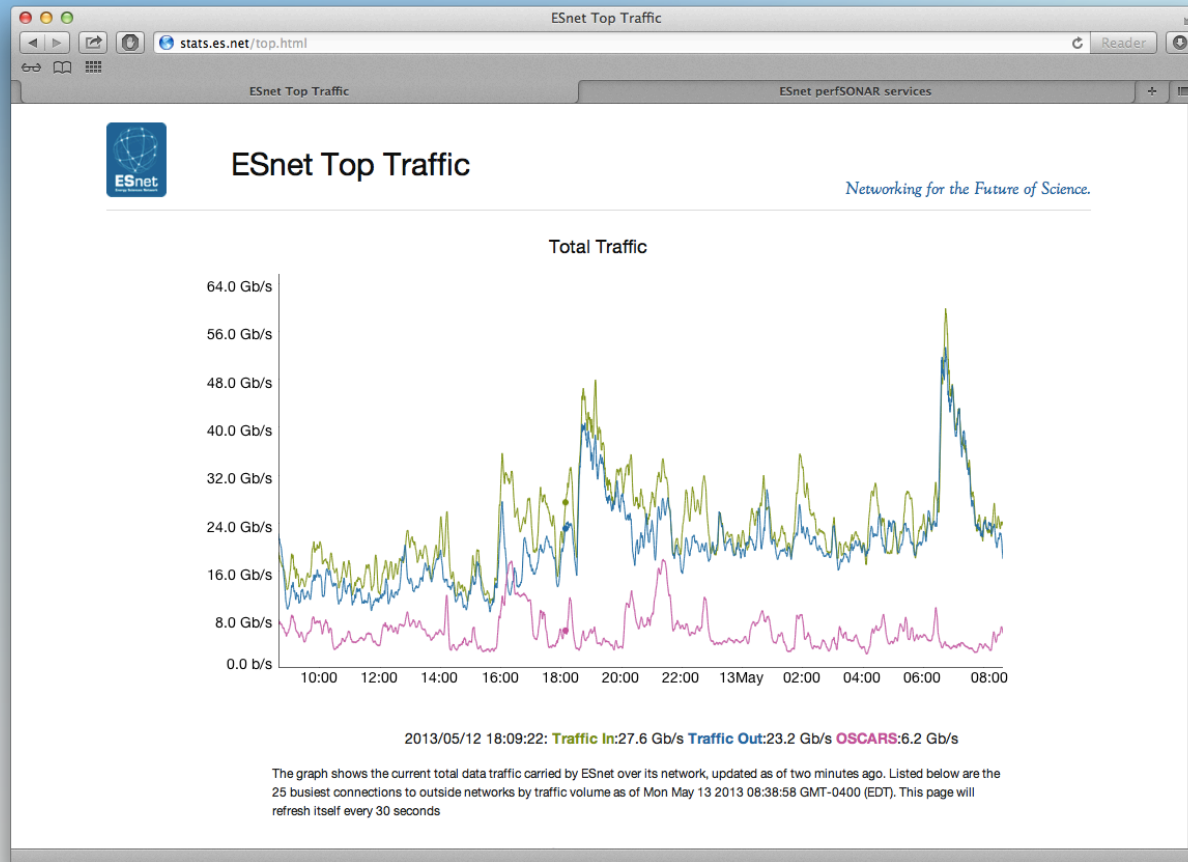 ESnet Top Traffic
stats.es.net/top.html
Reader
ESnet Top Traffic
ESnet perfSONAR services
ESnet
ESnet Top Traffic
Networking for the Future of Science.
Total Traffic
64.0 Gb/s
56.0 Gb/s
48.0 Gb/s
40.0 Gb/s
32.0 Gb/s
24.0 Gb/s
16.0 Gb/s
8.0 Gb/s
0.0 b/s
10:00 12:00 14:00 16:00 18:00 20:00 22:00 13May 02:00 04:00 06:00 08:00
2013/05/12 18:09:22: Traffic In:27.6 Gb/s Traffic Out:23.2 Gb/s OSCARS:6.2 Gb/s
The graph shows the current total data traffic carried by ESnet over its network, updated as of two minutes ago. Listed below are the
25 busiest connections to outside networks by traffic volume as of Mon May 13 2013 08:38:58 GMT-0400 (EDT). This page will
refresh itself every 30 seconds